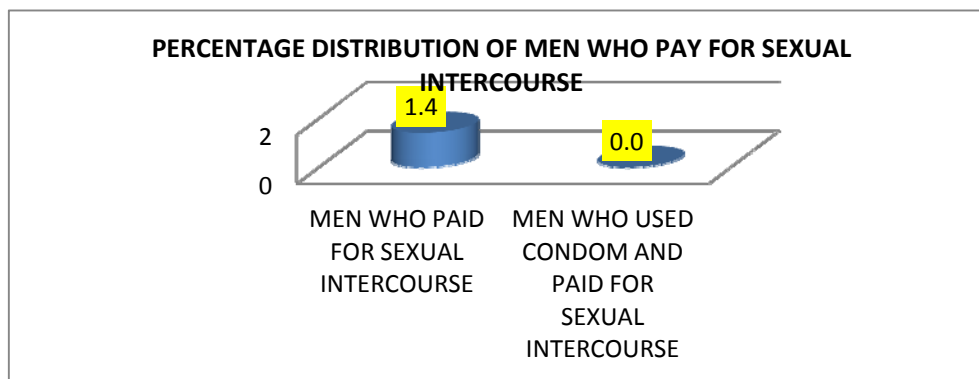 PERCENTAGE DISTRIBUTION OF MEN WHO PAY FOR SEXUAL
INTERCOURSE
1.4
0.0
2
0
MEN WHO PAID
FOR SEXUAL
INTERCOURSE
MEN WHO USED
CONDOM AND
PAID FOR
SEXUAL
INTERCOURSE